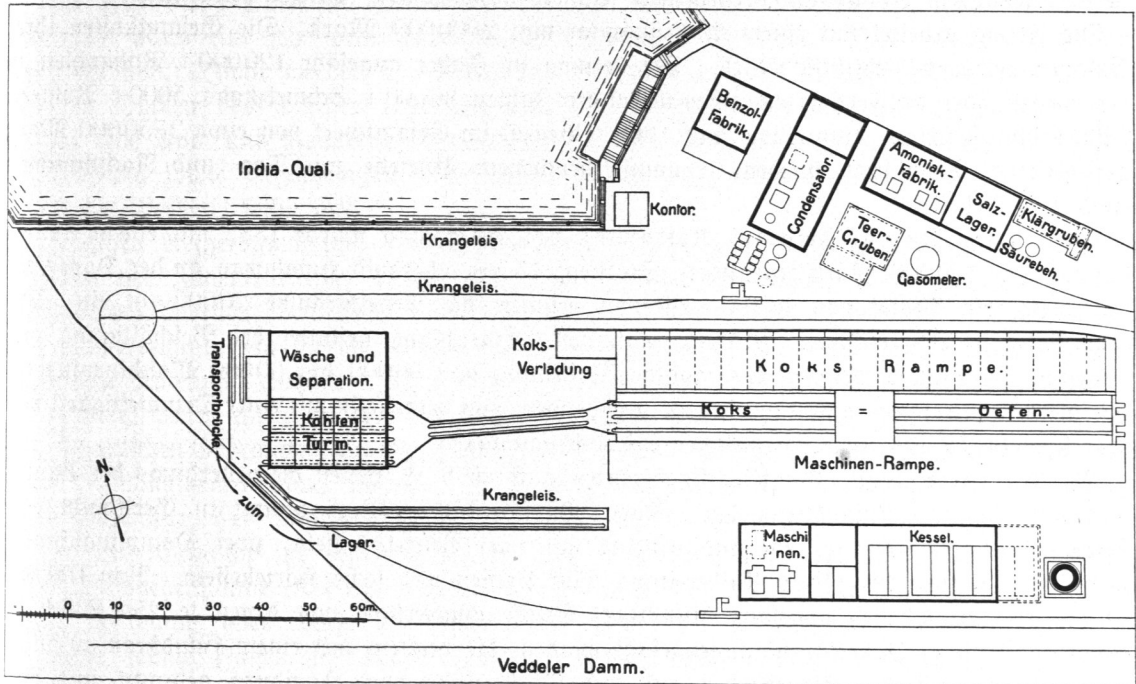 Benzol-
Fabrik.
Condensator.
Amoniak-
fabrik.
Salz-
Lager.
Klärgruben.
Säurebeh.
India-Quai.
Kontor.
Krangeleis
Teer-
Gruben
Gasometer.
Krangeleis.
Transportbrücke
zum
Lager.
Wäsche und
Separation.
Kohlen
Turm.
Koks-
Verladung
Koks Rampe.
Koks = Oefen.
Maschinen-Rampe.
N.
Krangeleis.
Maschi
nen.
Kessel.
0 10 20 30 40 50 60m.
Veddeler Damm.